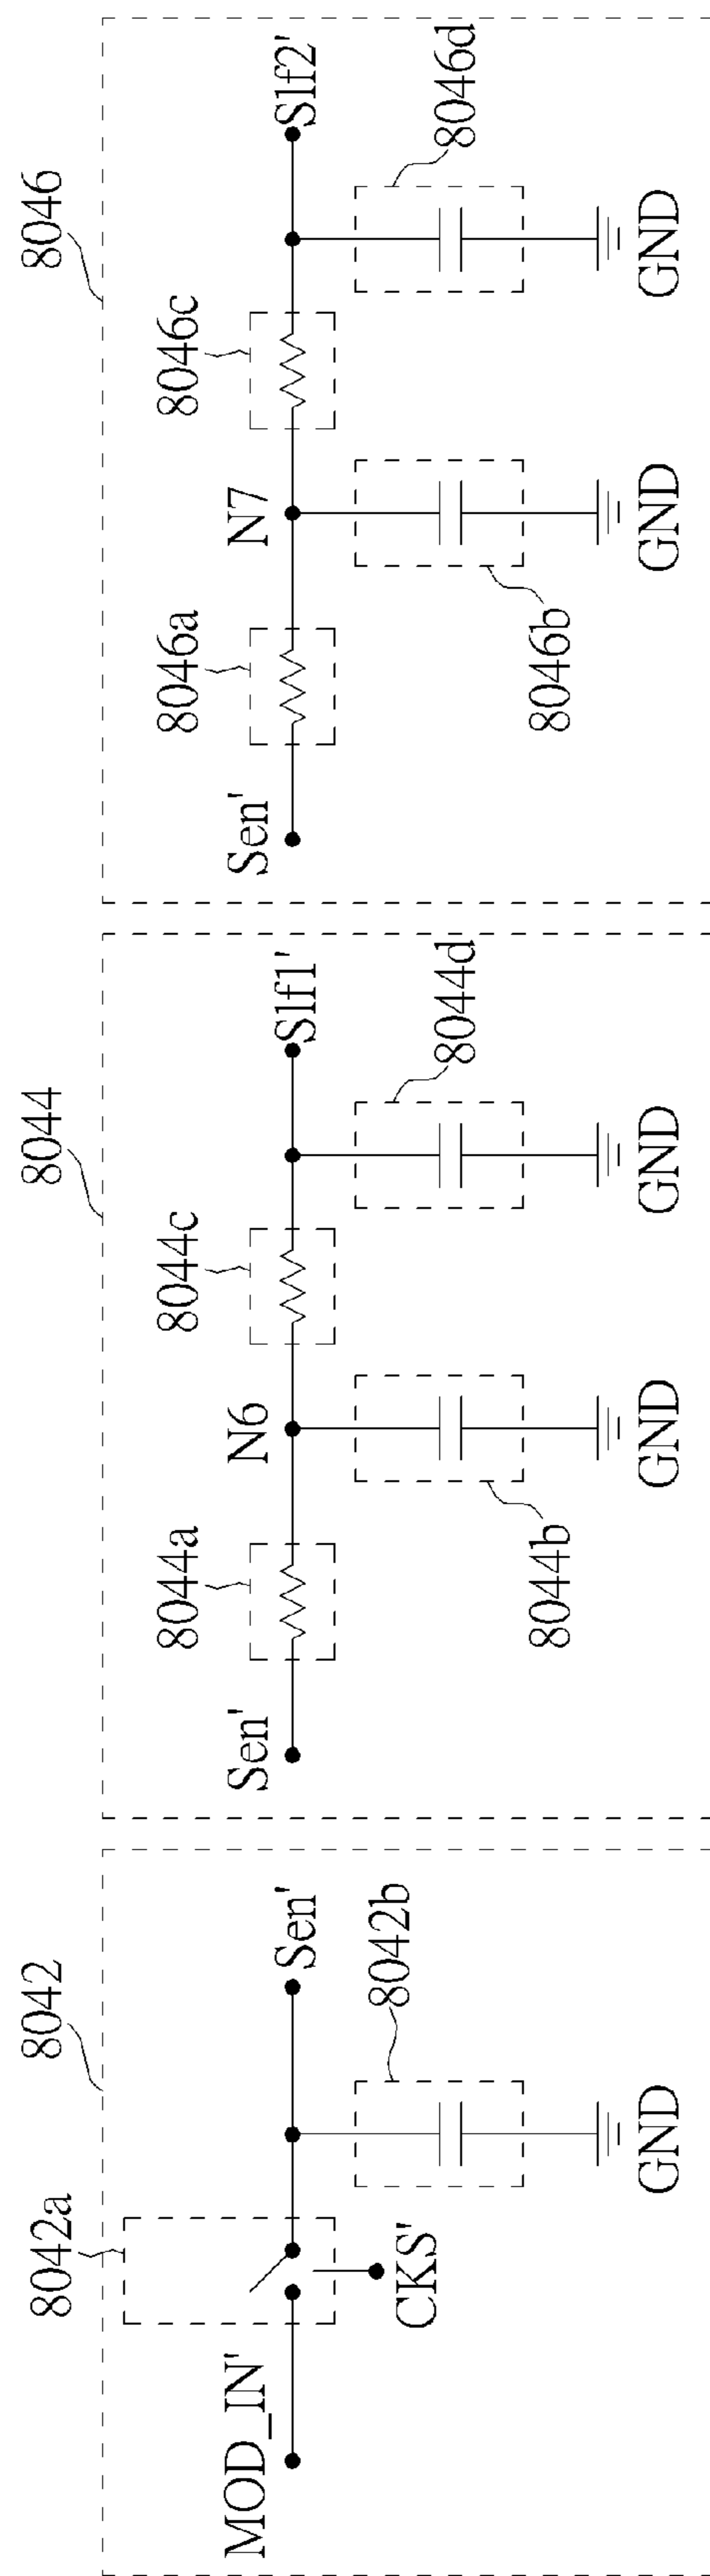 8042
8042a
MOD_IN'
CKS'
Sen'
8042b
GND
8044
Sen'
8044a
N6
8044c
Slf1'
8044b
8044d
GND
GND
8046
Sen'
8046a
N7
8046c
Slf2'
8046b
8046d
GND
GND